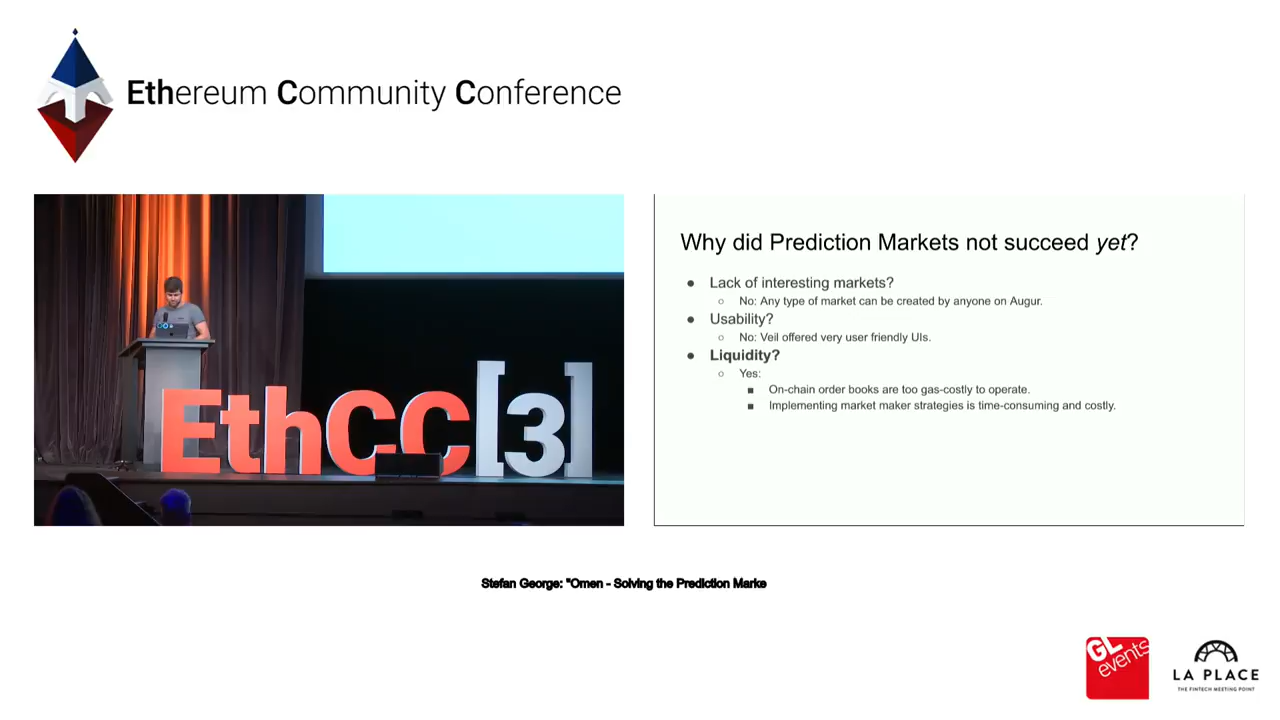 Ethereum Community Conference
EthCC[3]
Why did Prediction Markets not succeed yet?
● Lack of interesting markets?
○ No: Any type of market can be created by anyone on Augur.
● Usability?
○ No: Veil offered very user friendly UIs.
● Liquidity?
○ Yes:
■ On-chain order books are too gas-costly to operate.
■ Implementing market maker strategies is time-consuming and costly.
Stefan George: "Omen - Solving the Prediction Marke
GL
events
LA PLACE
THE FINTECH MEETING POINT